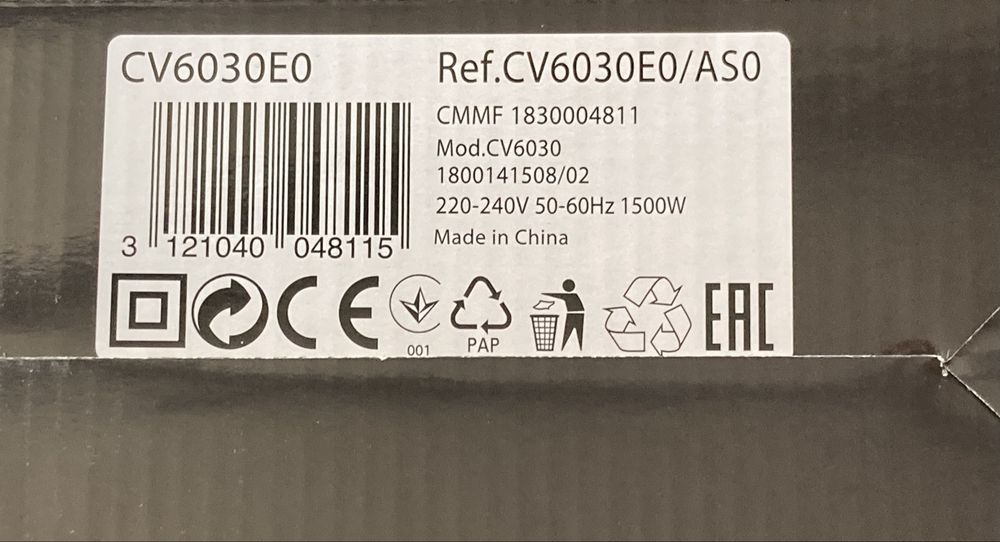 CV6030E0
Ref.CV6030E0/AS0
CMMF 1830004811
Mod.CV6030
1800141508/02
220-240V 50-60Hz 1500W
Made in China
3 121040 048115
CE
001
PAP
EAC